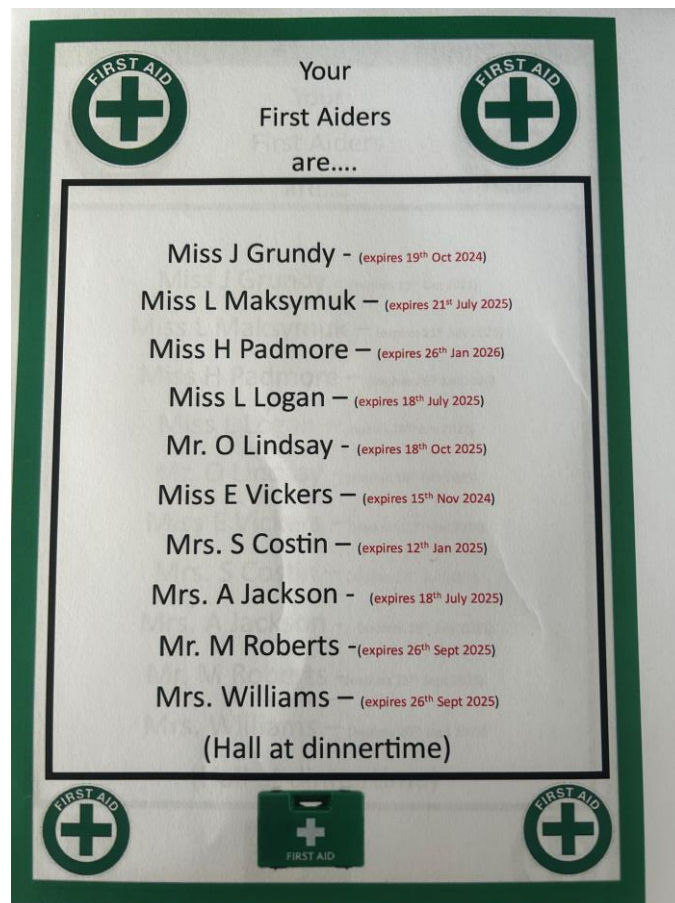 FIRST AID
FIRST AID
Your
First Aiders
are....
Miss J Grundy - (expires 19th Oct 2024)
Miss L Maksymuk – (expires 21st July 2025)
Miss H Padmore – (expires 26th Jan 2026)
Miss L Logan – (expires 18th July 2025)
Mr. O Lindsay - (expires 18th Oct 2025)
Miss E Vickers – (expires 15th Nov 2024)
Mrs. S Costin – (expires 12th Jan 2025)
Mrs. A Jackson - (expires 18th July 2025)
Mr. M Roberts -(expires 26th Sept 2025)
Mrs. Williams – (expires 26th Sept 2025)
(Hall at dinnertime)
FIRST AID
FIRST AID
FIRST AID